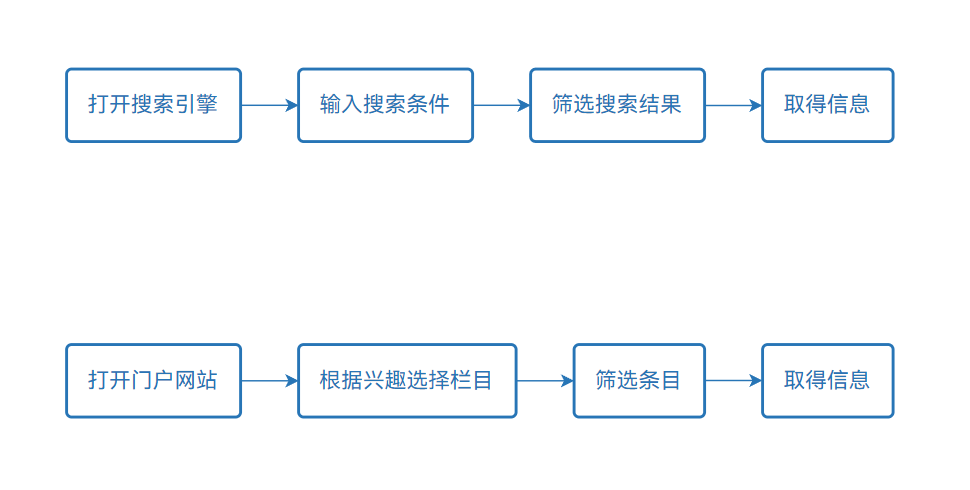 打开搜索引擎
输入搜索条件
筛选搜索结果
取得信息
打开门户网站
根据兴趣选择栏目
筛选条目
取得信息